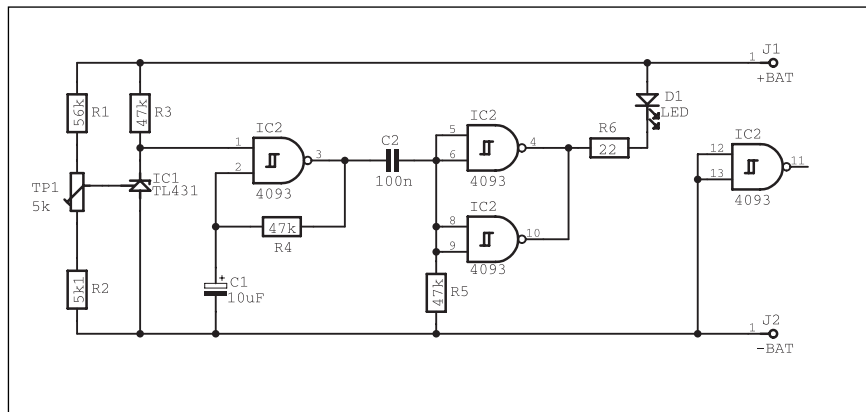 J1
1
+BAT
56k
R1
47k
R3
IC2
1
2
3
4093
C2
100n
IC2
5
6
4
4093
R6
22
D1
LED
IC2
12
13
11
4093
TP1
5k
IC1
TL431
47k
R4
IC2
8
9
10
4093
5k1
R2
+
C1
10uF
47k
R5
J2
1
-BAT